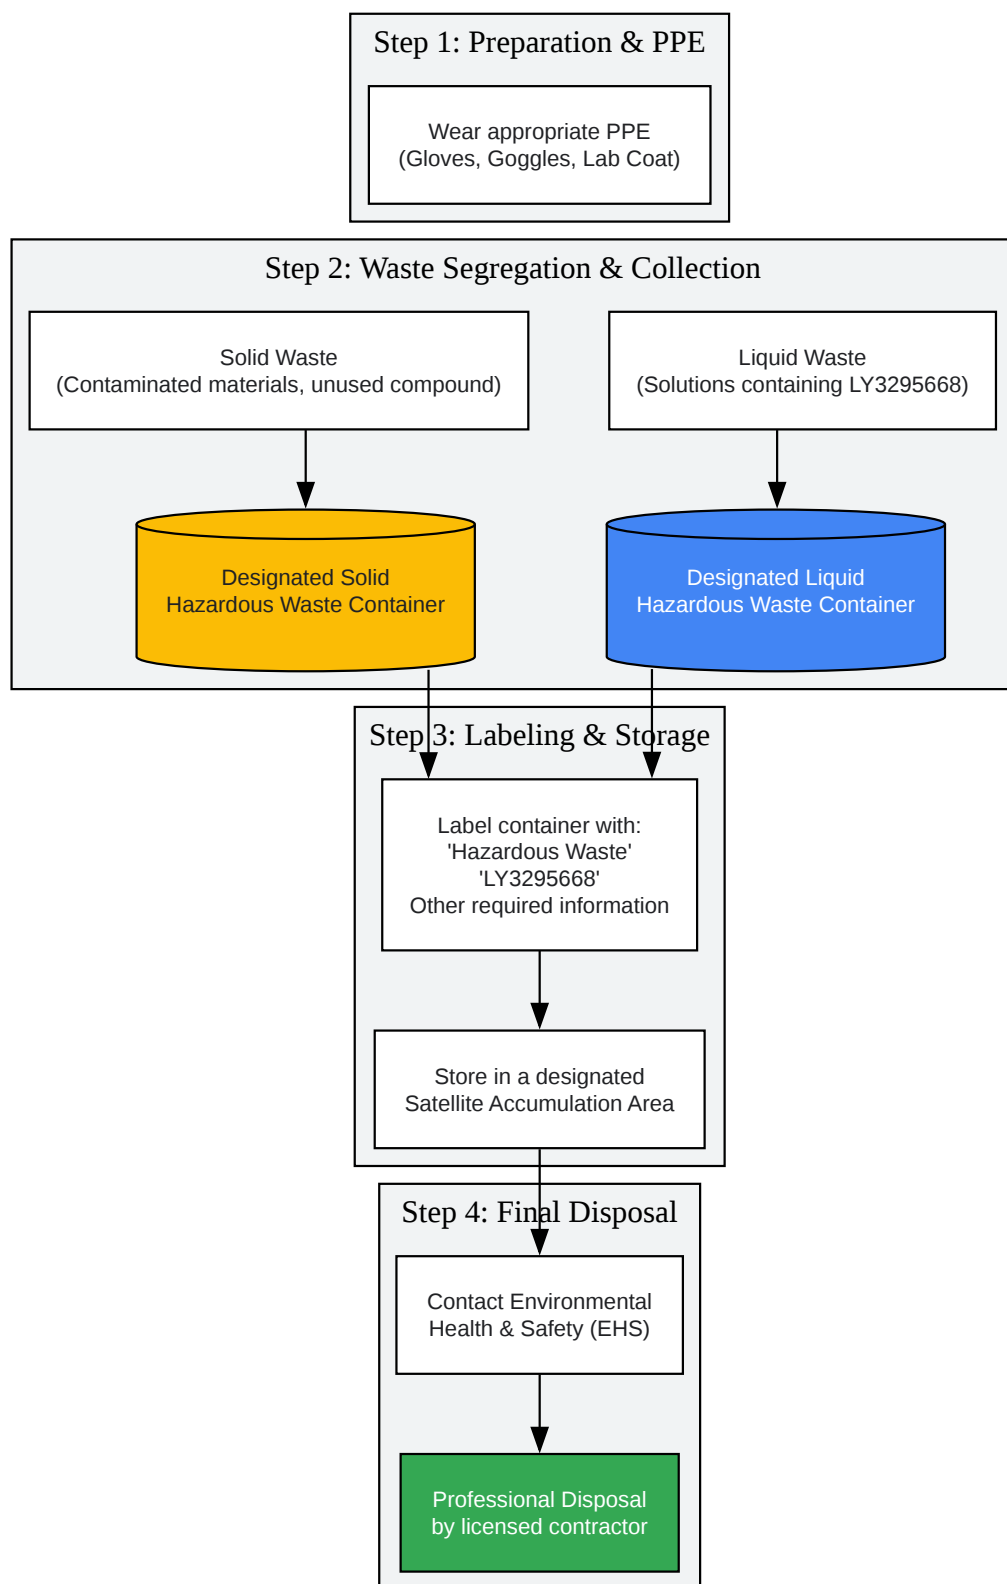 Step 1: Preparation & PPE
Wear appropriate PPE
(Gloves, Goggles, Lab Coat)
Step 2: Waste Segregation & Collection
Solid Waste
(Contaminated materials, unused compound)
Liquid Waste
(Solutions containing LY3295668)
Designated Solid
Hazardous Waste Container
Designated Liquid
Hazardous Waste Container
Step 3: Labeling & Storage
Label container with:
'Hazardous Waste'
'LY3295668'
Other required information
Store in a designated
Satellite Accumulation Area
Step 4: Final Disposal
Contact Environmental
Health & Safety (EHS)
Professional Disposal
by licensed contractor